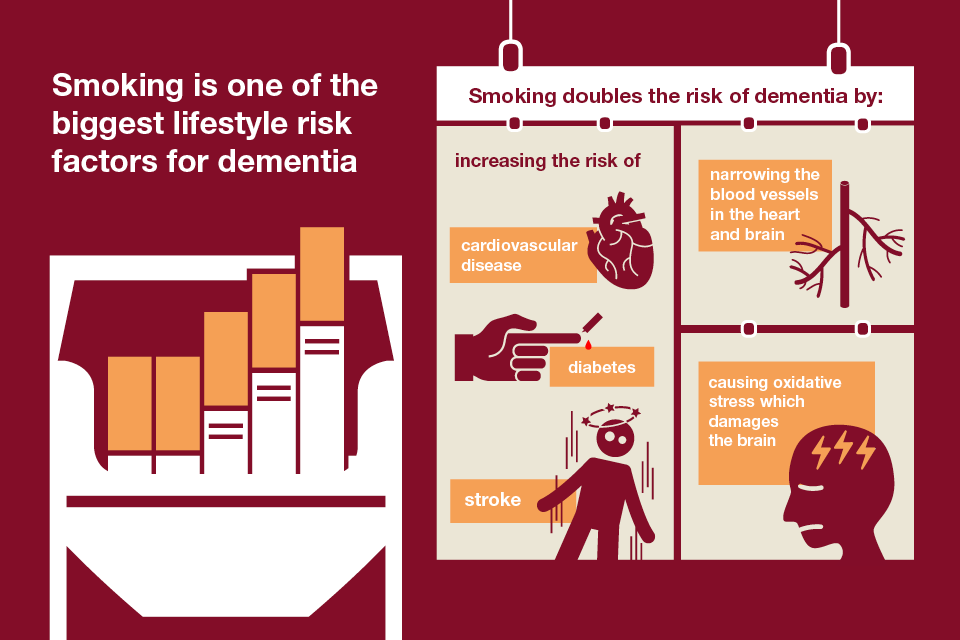 Smoking is one of the
biggest lifestyle risk
factors for dementia
Smoking doubles the risk of dementia by:
increasing the risk of
cardiovascular
disease
diabetes
stroke
narrowing the
blood vessels
in the heart
and brain
causing oxidative
stress which
damages
the brain